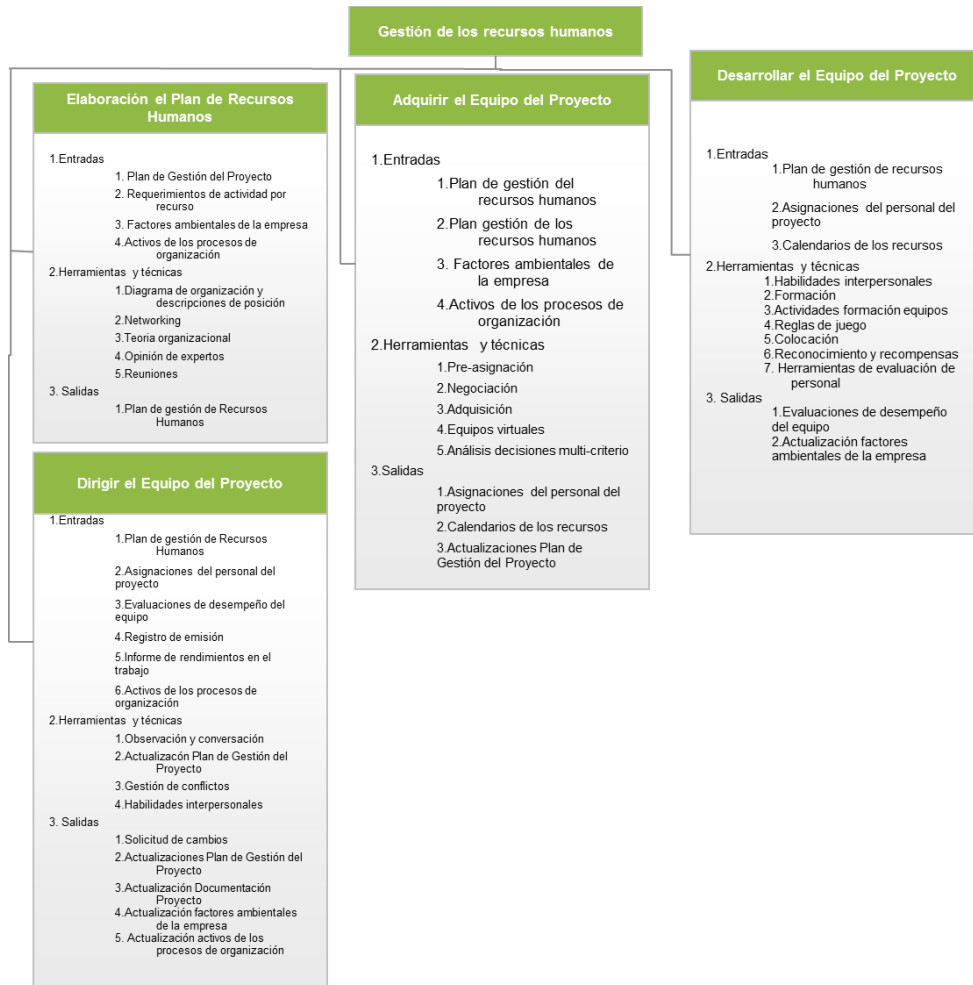 Gestión de los recursos humanos
Elaboración el Plan de Recursos
Humanos
1.Entradas
1. Plan de Gestión del Proyecto
2. Requerimientos de actividad por
recurso
3. Factores ambientales de la empresa
4.Activos de los procesos de
organización
2.Herramientas y técnicas
1.Diagrama de organización y
descripciones de posición
2.Networking
3.Teoria organizacional
4.Opinión de expertos
5.Reuniones
3. Salidas
1.Plan de gestión de Recursos
Humanos
Adquirir el Equipo del Proyecto
1.Entradas
1.Plan de gestión del
recursos humanos
2.Plan gestión de los
recursos humanos
3. Factores ambientales de
la empresa
4.Activos de los procesos de
organización
2.Herramientas y técnicas
1.Pre-asignación
2.Negociación
3.Adquisición
4.Equipos virtuales
5.Análisis decisiones multi-criterio
3.Salidas
1.Asignaciones del personal del
proyecto
2.Calendarios de los recursos
3.Actualizaciones Plan de
Gestión del Proyecto
Desarrollar el Equipo del Proyecto
1.Entradas
1.Plan de gestión de recursos
humanos
2.Asignaciones del personal del
proyecto
3.Calendarios de los recursos
2.Herramientas y técnicas
1.Habilidades interpersonales
2.Formación
3.Actividades formación equipos
4.Reglas de juego
5.Colocación
6.Reconocimiento y recompensas
7. Herramientas de evaluación de
personal
3. Salidas
1.Evaluaciones de desempeño
del equipo
2.Actualización factores
ambientales de la empresa
Dirigir el Equipo del Proyecto
1.Entradas
1.Plan de gestión de Recursos
Humanos
2.Asignaciones del personal del
proyecto
3.Evaluaciones de desempeño del
equipo
4.Registro de emisión
5.Informe de rendimientos en el
trabajo
6.Activos de los procesos de
organización
2.Herramientas y técnicas
1.Observación y conversación
2.Actualizacón Plan de Gestión del
Proyecto
3.Gestión de conflictos
4.Habilidades interpersonales
3. Salidas
1.Solicitud de cambios
2.Actualizaciones Plan de Gestión del
Proyecto
3.Actualización Documentación
Proyecto
4.Actualización factores ambientales
de la empresa
5. Actualización activos de los
procesos de organización